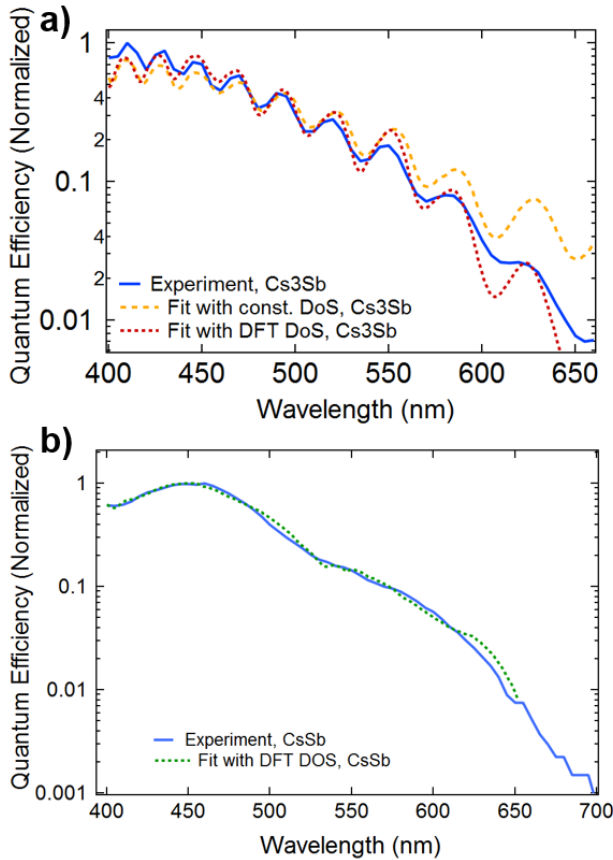 a)
Quantum Efficiency (Normalized)
1
4
2
0.1
4
2
0.01
Experiment, Cs3Sb
Fit with const. DoS, Cs3Sb
Fit with DFT DoS, Cs3Sb
400 450 500 550 600 650
Wavelength (nm)
b)
Quantum Efficiency (Normalized)
1
0.1
0.01
0.001
Experiment, CsSb
Fit with DFT DOS, CsSb
400 450 500 550 600 650 700
Wavelength (nm)